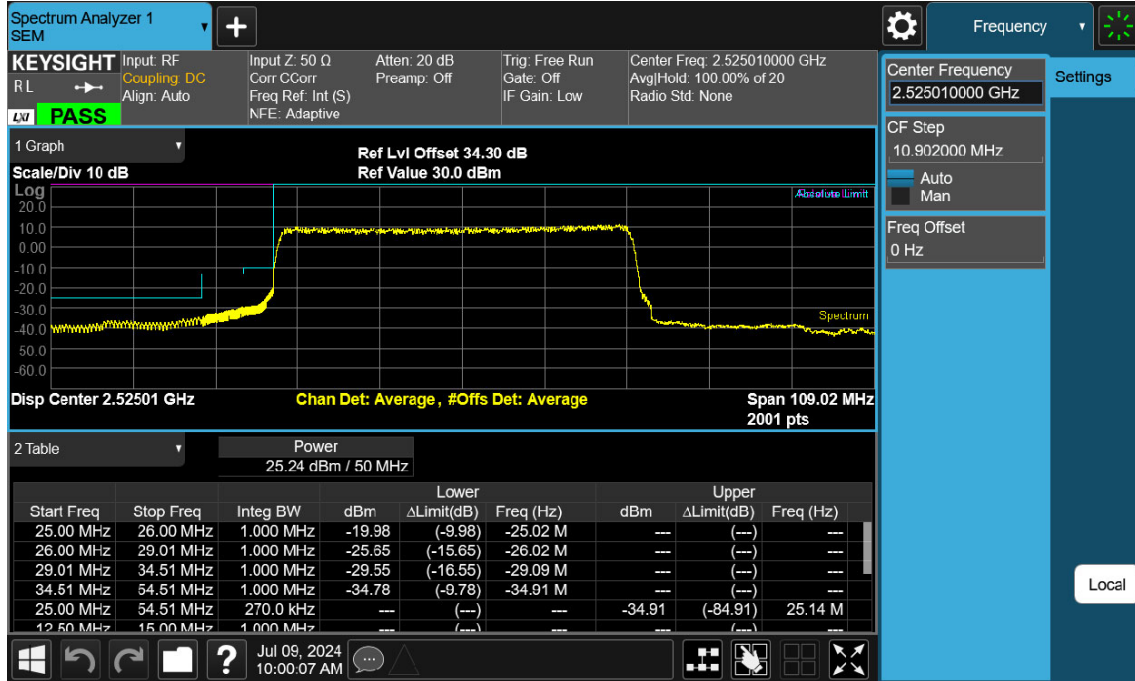 Spectrum Analyzer 1
SEM
Frequency
KEYSIGHT Input: RF Input Z: 50 Ω Atten: 20 dB Trig: Free Run Center Freq: 2.525010000 GHz
RL Coupling: DC Corr CCorr Preamp: Off Gate: Off Avg|Hold: 100.00% of 20
Align: Auto Freq Ref: Int (S) IF Gain: Low Radio Std: None
LXI PASS NFE: Adaptive
Center Frequency
2.525010000 GHz
Settings
CF Step
10.902000 MHz
Auto
Man
Freq Offset
0 Hz
1 Graph
Ref Lvl Offset 34.30 dB
Scale/Div 10 dB Ref Value 30.0 dBm
Log
Absolute Limit
20.0
10.0
0.00
-10.0
-20.0
-30.0
Spectrum
-40.0
50.0
-60.0
Disp Center 2.52501 GHz Chan Det: Average , #Offs Det: Average Span 109.02 MHz
2001 pts
2 Table Power
25.24 dBm / 50 MHz
Lower Upper
Start Freq Stop Freq Integ BW dBm ΔLimit(dB) Freq (Hz) dBm ΔLimit(dB) Freq (Hz)
25.00 MHz 26.00 MHz 1.000 MHz -19.98 (-9.98) -25.02 M --- (---) ---
26.00 MHz 29.01 MHz 1.000 MHz -25.65 (-15.65) -26.02 M --- (---) ---
29.01 MHz 34.51 MHz 1.000 MHz -29.55 (-16.55) -29.09 M --- (---) ---
34.51 MHz 54.51 MHz 1.000 MHz -34.78 (-9.78) -34.91 M --- (---) ---
25.00 MHz 54.51 MHz 270.0 kHz --- (---) --- -34.91 (-84.91) 25.14 M
12.50 MHz 15.00 MHz 1.000 MHz --- (---) --- --- (---) ---
Local
?
Jul 09, 2024
10:00:07 AM